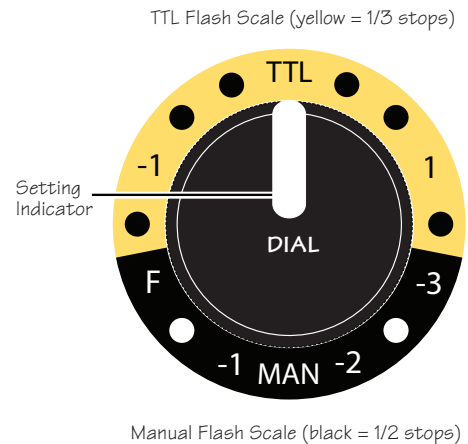 TTL Flash Scale (yellow = 1/3 stops)
TTL
-1
1
Setting
Indicator
DIAL
F
-3
-1 MAN -2
Manual Flash Scale (black = 1/2 stops)